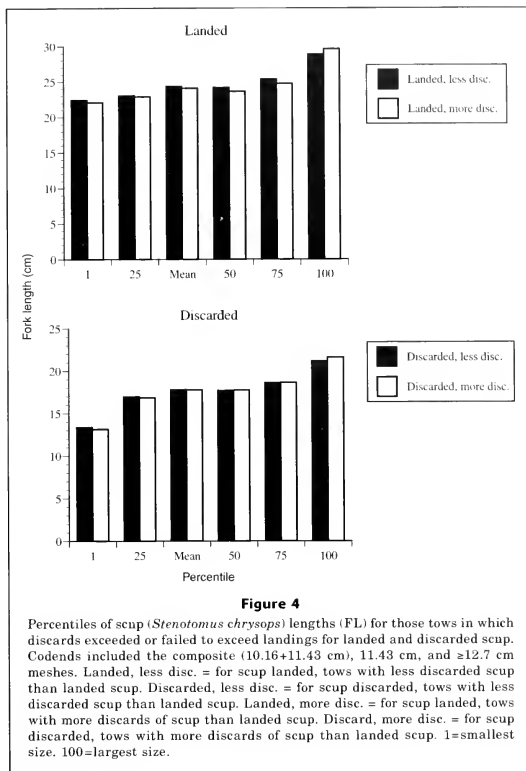 Landed
30
25
20
15
10
5
0
1 25 Mean 50 75 100
Landed, less disc.
Landed, more disc.
Fork length (cm)
Discarded
25
20
15
10
5
0
1 25 Mean 50 75 100
Discarded, less disc.
Discarded, more disc.
Percentile
Figure 4
Percentiles of scup (Stenotomus chrysops) lengths (FL) for those tows in which
discards exceeded or failed to exceed landings for landed and discarded scup.
Codends included the composite (10.16+11.43 cm), 11.43 cm, and ≥12.7 cm
meshes. Landed, less disc. = for scup landed, tows with less discarded scup
than landed scup. Discarded, less disc. = for scup discarded, tows with less
discarded scup than landed scup. Landed, more disc. = for scup landed, tows
with more discards of scup than landed scup. Discard, more disc. = for scup
discarded, tows with more discards of scup than landed scup. 1=smallest
size. 100=largest size.